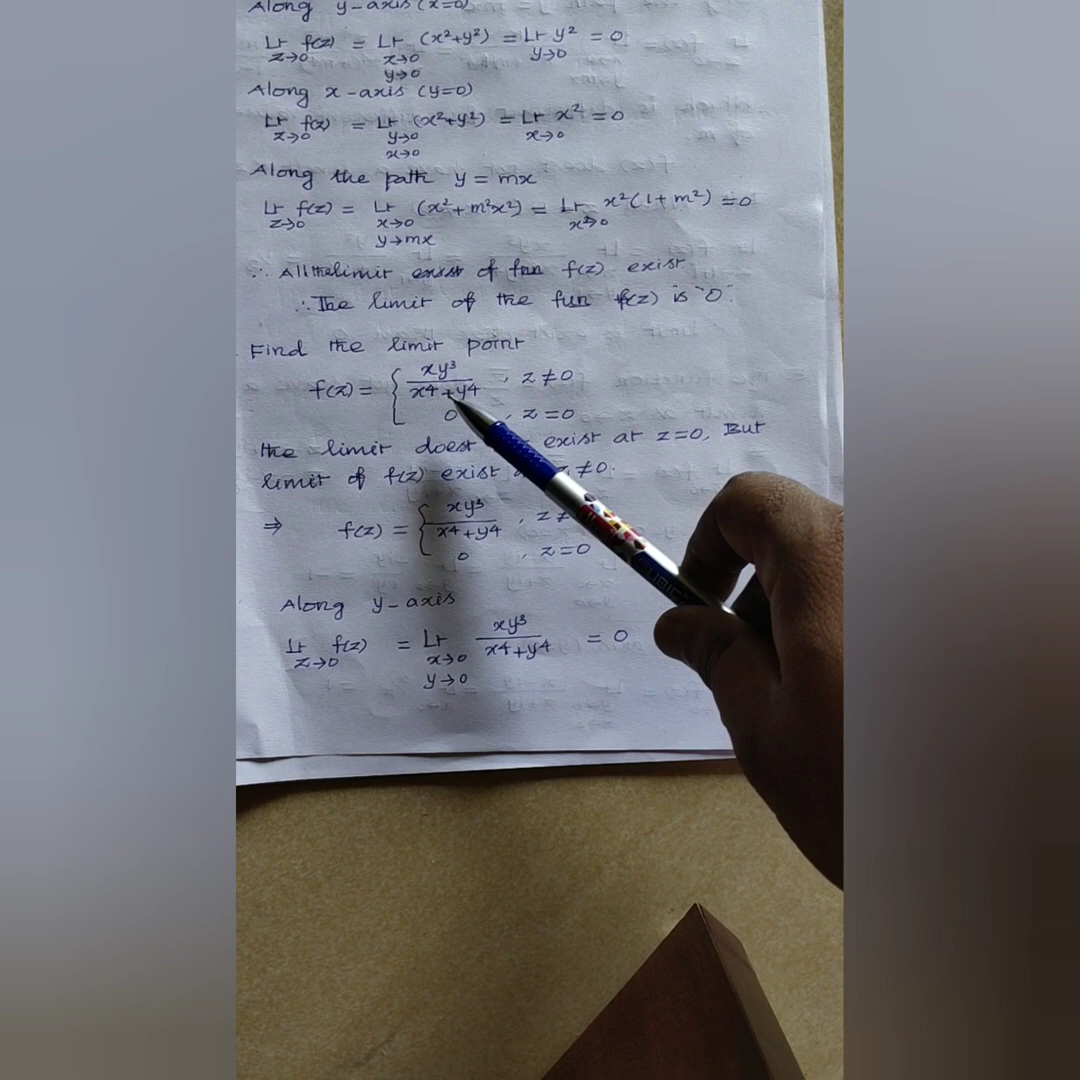 Along y-axis (x=0)
Lt f(z) = Lt (x²+y²) = Lt y² = 0
z→0 x→0 y→0
y→0
Along x-axis (y=0)
Lt f(z) = Lt (x²+y²) = Lt x² = 0
z→0 y→0 x→0
x→0
Along the path y = mx
Lt f(z) = Lt (x²+m²x²) = Lt x²(1+m²) = 0
z→0 x→0 x²→0
y→mx
∴ All the limit of fun f(z) exist
∴ The limit of the fun f(z) is "0".
Find the limit point
f(z) = { xy³/x⁴+y⁴ , z≠0
0 , z=0
the limit does exist at z=0, But
limit of f(z) exist ≠0.
⇒ f(z) = { xy³/x⁴+y⁴ , z≠
0 , z=0
Along y-axis
Lt f(z) = Lt xy³/x⁴+y⁴ = 0
z→0 x→0
y→0